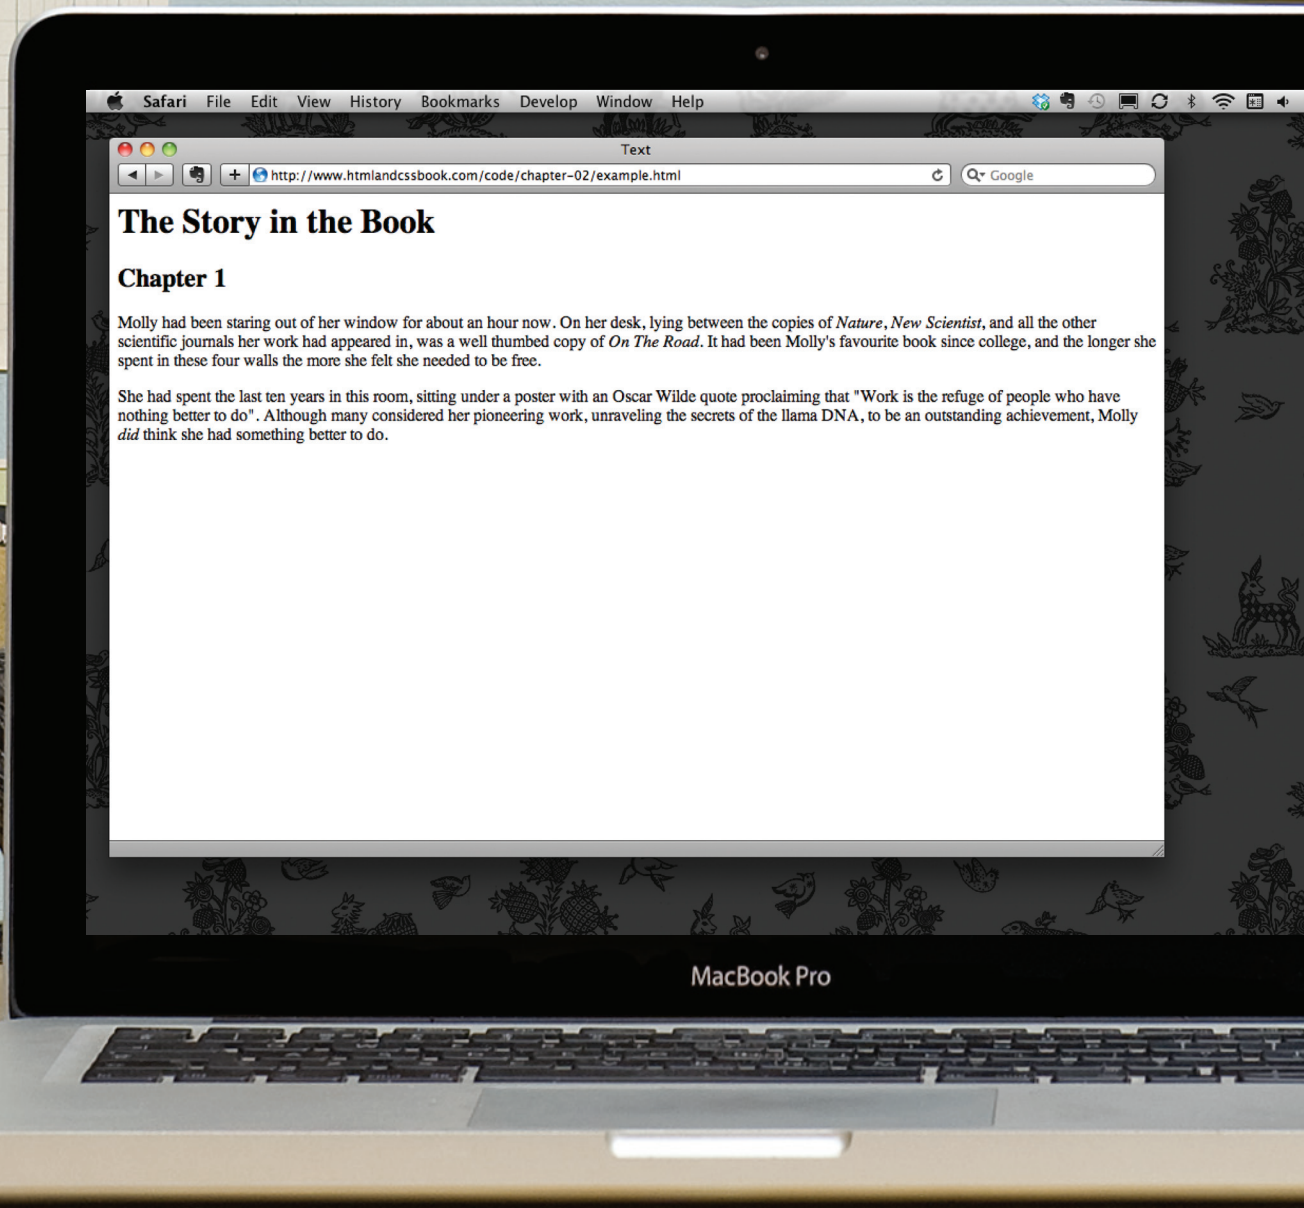 Safari File Edit View History Bookmarks Develop Window Help
Text
http://www.htmlandcssbook.com/code/chapter-02/example.html
Google
The Story in the Book
Chapter 1
Molly had been staring out of her window for about an hour now. On her desk, lying between the copies of Nature, New Scientist, and all the other
scientific journals her work had appeared in, was a well thumbed copy of On The Road. It had been Molly's favourite book since college, and the longer she
spent in these four walls the more she felt she needed to be free.
She had spent the last ten years in this room, sitting under a poster with an Oscar Wilde quote proclaiming that "Work is the refuge of people who have
nothing better to do". Although many considered her pioneering work, unraveling the secrets of the llama DNA, to be an outstanding achievement, Molly
did think she had something better to do.
MacBook Pro